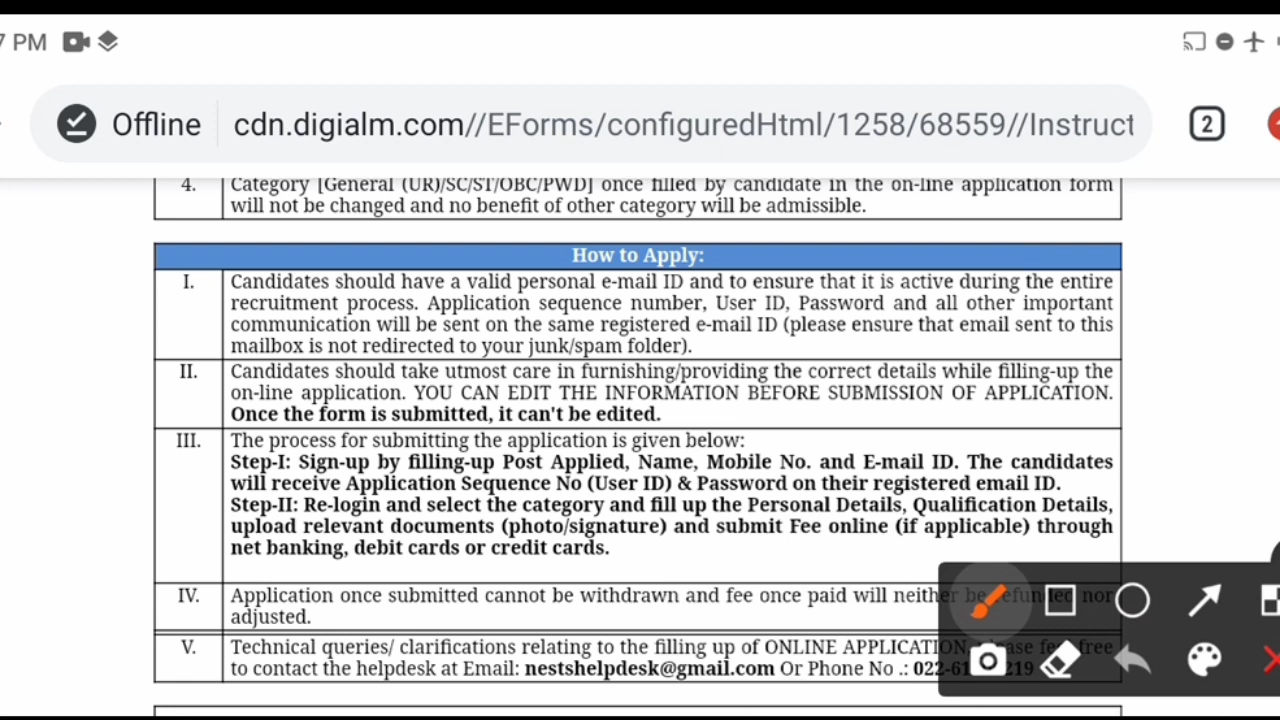 7 PM
Offline cdn.digialm.com//EForms/configuredHtml/1258/68559//Instruct
2
4. Category [General (UR)/SC/ST/OBC/PWD] once filled by candidate in the on-line application form
will not be changed and no benefit of other category will be admissible.
How to Apply:
I. Candidates should have a valid personal e-mail ID and to ensure that it is active during the entire
recruitment process. Application sequence number, User ID, Password and all other important
communication will be sent on the same registered e-mail ID (please ensure that email sent to this
mailbox is not redirected to your junk/spam folder).
II. Candidates should take utmost care in furnishing/providing the correct details while filling-up the
on-line application. YOU CAN EDIT THE INFORMATION BEFORE SUBMISSION OF APPLICATION.
Once the form is submitted, it can't be edited.
III. The process for submitting the application is given below:
Step-I: Sign-up by filling-up Post Applied, Name, Mobile No. and E-mail ID. The candidates
will receive Application Sequence No (User ID) & Password on their registered email ID.
Step-II: Re-login and select the category and fill up the Personal Details, Qualification Details,
upload relevant documents (photo/signature) and submit Fee online (if applicable) through
net banking, debit cards or credit cards.
IV. Application once submitted cannot be withdrawn and fee once paid will neither be refunded nor
adjusted.
V. Technical queries/ clarifications relating to the filling up of ONLINE APPLICATION, free
to contact the helpdesk at Email: nestshelpdesk@gmail.com Or Phone No .: